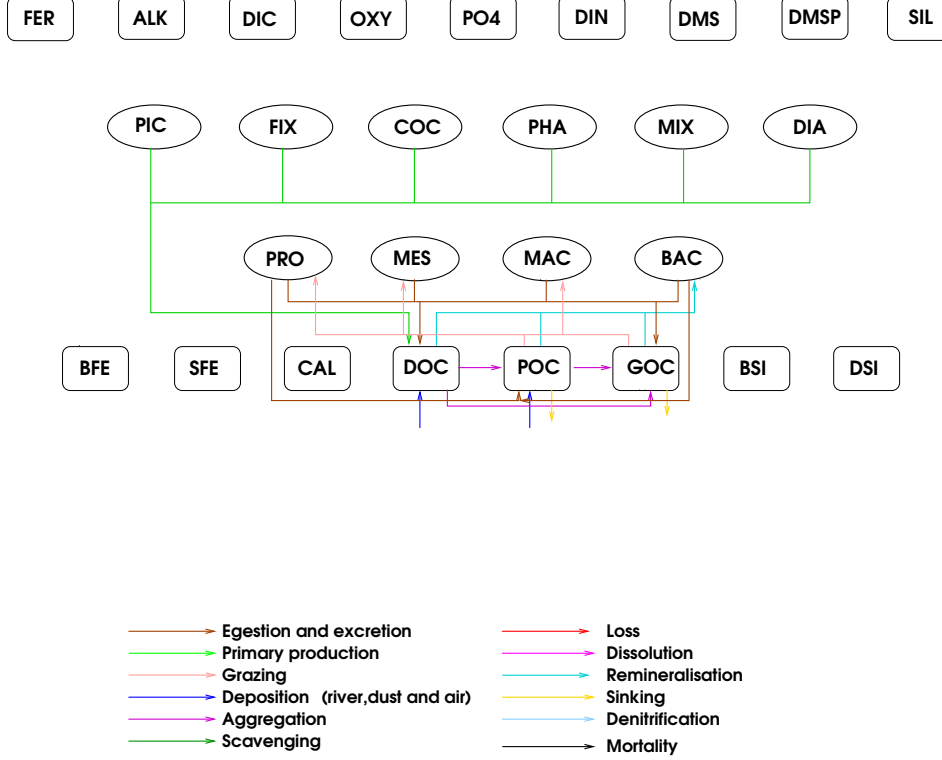 FER ALK DIC OXY PO4 DIN DMS DMSP SIL
PIC FIX COC PHA MIX DIA
PRO MES MAC BAC
BFE SFE CAL DOC POC GOC BSI DSI
Egestion and excretion
Primary production
Grazing
Deposition (river,dust and air)
Aggregation
Scavenging
Loss
Dissolution
Remineralisation
Sinking
Denitrification
Mortality